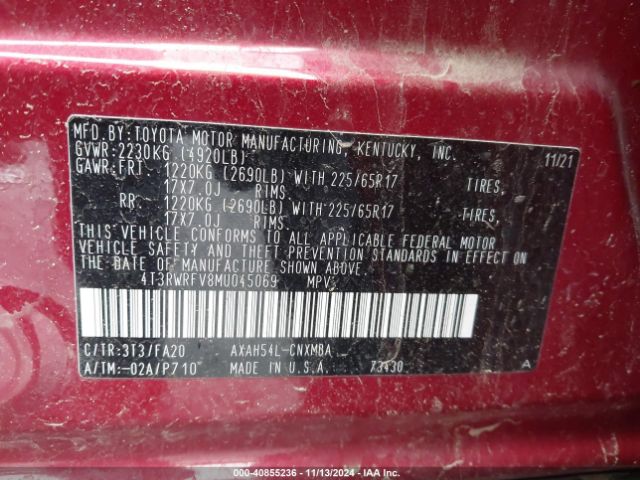 MFD.BY:TOYOTA MOTOR MANUFACTURING, KENTUCKY, INC.
GVWR:2230KG (4920LB) 11/21
GAWR:FRT 1220KG (2690LB) WITH 225/65R17 TIRES,
17X7.0J RIMS
RR 1220KG (2690LB) WITH 225/65R17 TIRES,
17X7.0J RIMS.
THIS VEHICLE CONFORMS TO ALL APPLICABLE FEDERAL MOTOR
VEHICLE SAFETY AND THEFT PREVENTION STANDARDS IN EFFECT ON
THE DATE OF MANUFACTURE SHOWN ABOVE.
4T3RWRFV8MU045069 MPV
C/TR:3T3/FA20 AXAH54L-CNXMBA
A/TM:-02A/P710 MADE IN U.S.A. 73430 A
000-40855236 - 11/13/2024 - IAA Inc.